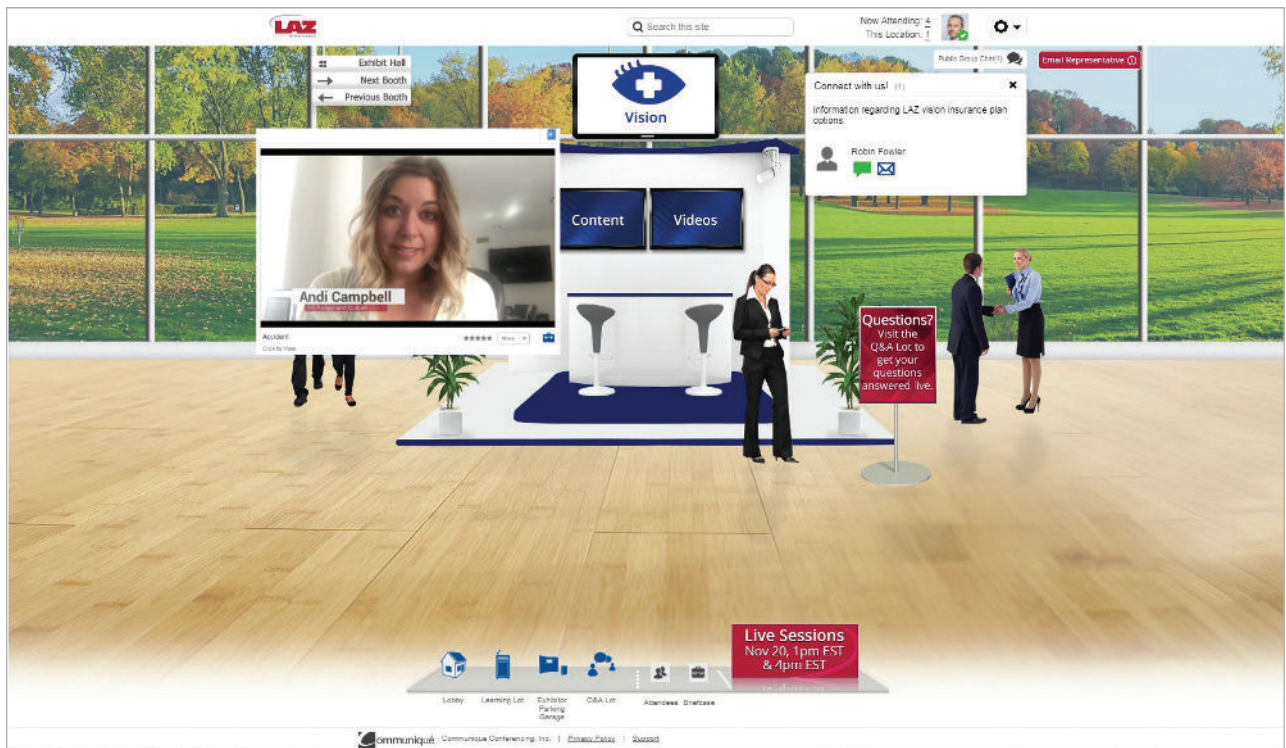 LAZ
Search this site
Now Attending: 4
This Location: 1
Exhibit Hall
Next Booth
Previous Booth
Public Group Chat(1)
Email Representative
Connect with us! (1)
Information regarding LAZ vision insurance plan
options.
Robin Fowler
Vision
Content
Videos
Andi Campbell
Accident
Click to View
More
Questions?
Visit the
Q&A Lot to
get your
questions
answered live.
Live Sessions
Nov 20, 1pm EST
& 4pm EST
Lobby
Learning Lot
Exhibitor
Parking
Garage
Q&A Lot
Attendees
Briefcase
Communiqué
Communique Conferencing, Inc. | Privacy Policy | Support